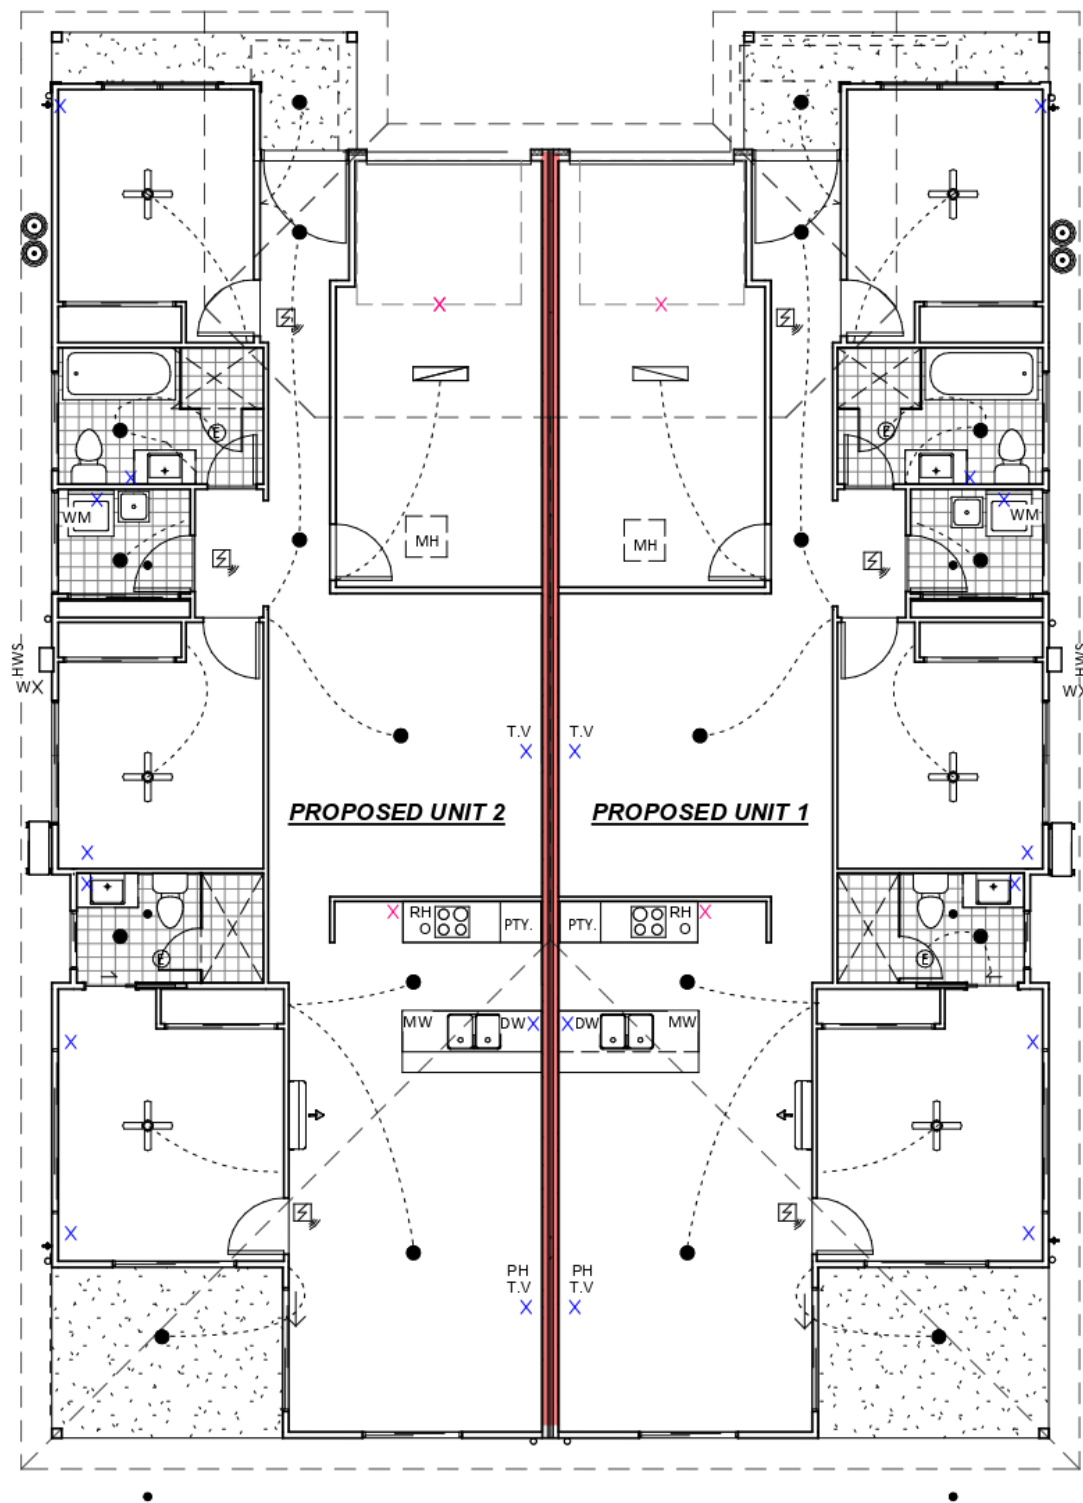 WM
WM
MH
MH
HWS
WX
HWS
WX
T.V
T.V
PROPOSED UNIT 2
PROPOSED UNIT 1
RH
PTY.
PTY.
RH
E
E
E
E
MW
DW
DW
MW
PH
T.V
PH
T.V